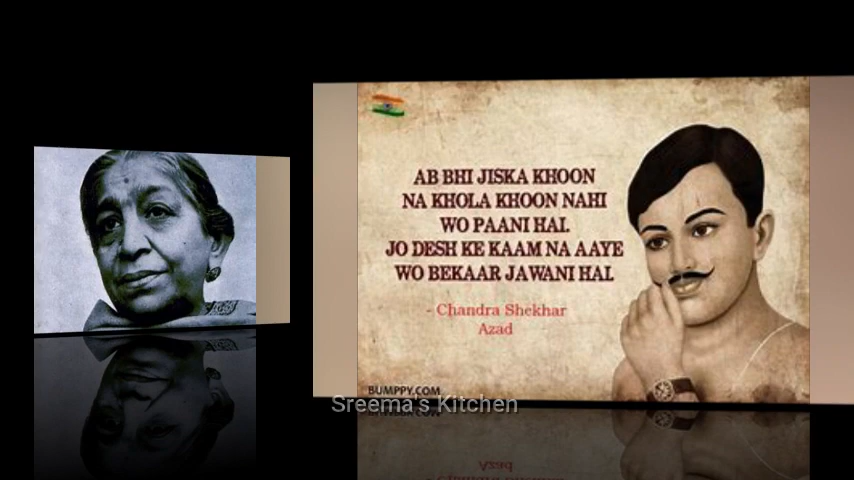 AB BHI JISKA KHOON
NA KHOLA KHOON NAHI
WO PAANI HAI.
JO DESH KE KAAM NA AAYE
WO BEKAAR JAWANI HAI.
- Chandra Shekhar
Azad
BUMPPY.COM
Sreema's Kitchen